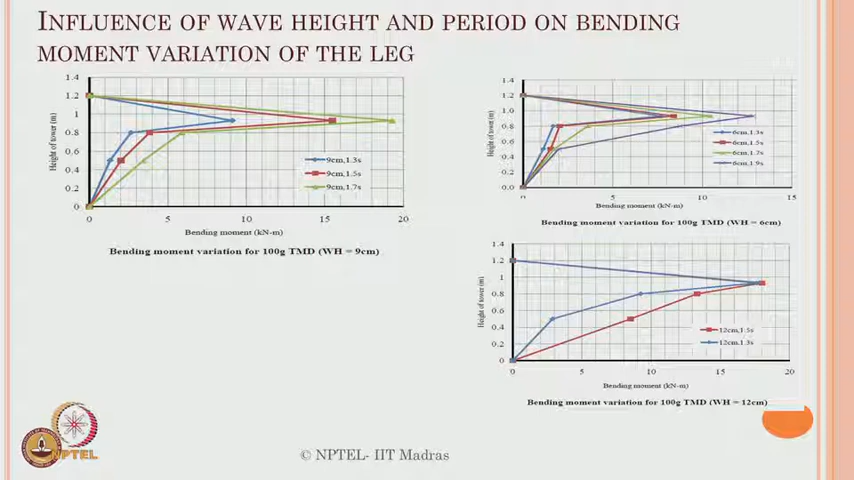 INFLUENCE OF WAVE HEIGHT AND PERIOD ON BENDING
MOMENT VARIATION OF THE LEG
1.4
1.2
1
0.8
0.6
0.4
0.2
0
Height of tower (m)
0 5 10 15 20
Bending moment (kN-m)
9cm,1.3s
9cm,1.5s
9cm,1.7s
Bending moment variation for 100g TMD (WH = 9cm)
1.4
1.2
1.0
0.8
0.6
0.4
0.2
0.0
Height of tower (m)
0 5 10 15
Bending moment (kN-m)
6cm,1.3s
6cm,1.5s
6cm,1.7s
6cm,1.9s
Bending moment variation for 100g TMD (WH = 6cm)
1.4
1.2
1
0.8
0.6
0.4
0.2
0
Height of tower (m)
0 5 10 15 20
Bending moment (kN-m)
12cm,1.5s
12cm,1.3s
Bending moment variation for 100g TMD (WH = 12cm)
NPTEL
© NPTEL- IIT Madras